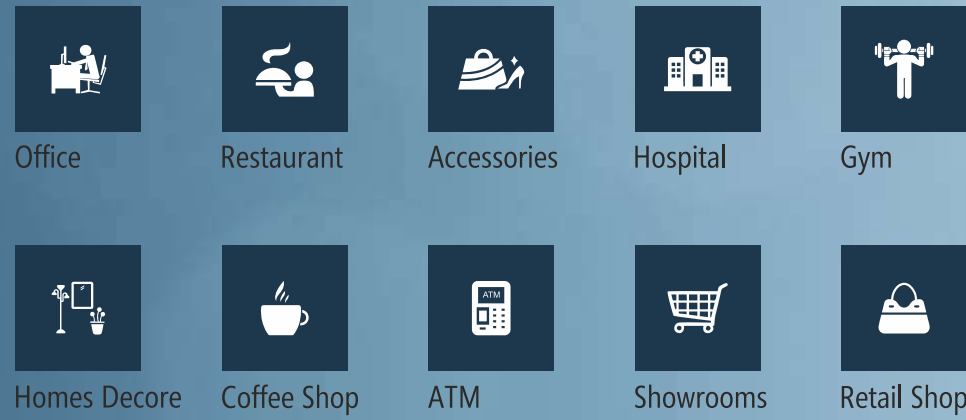 Office
Restaurant
Accessories
Hospital
Gym
ATM
Homes Decore
Coffee Shop
ATM
Showrooms
Retail Shop